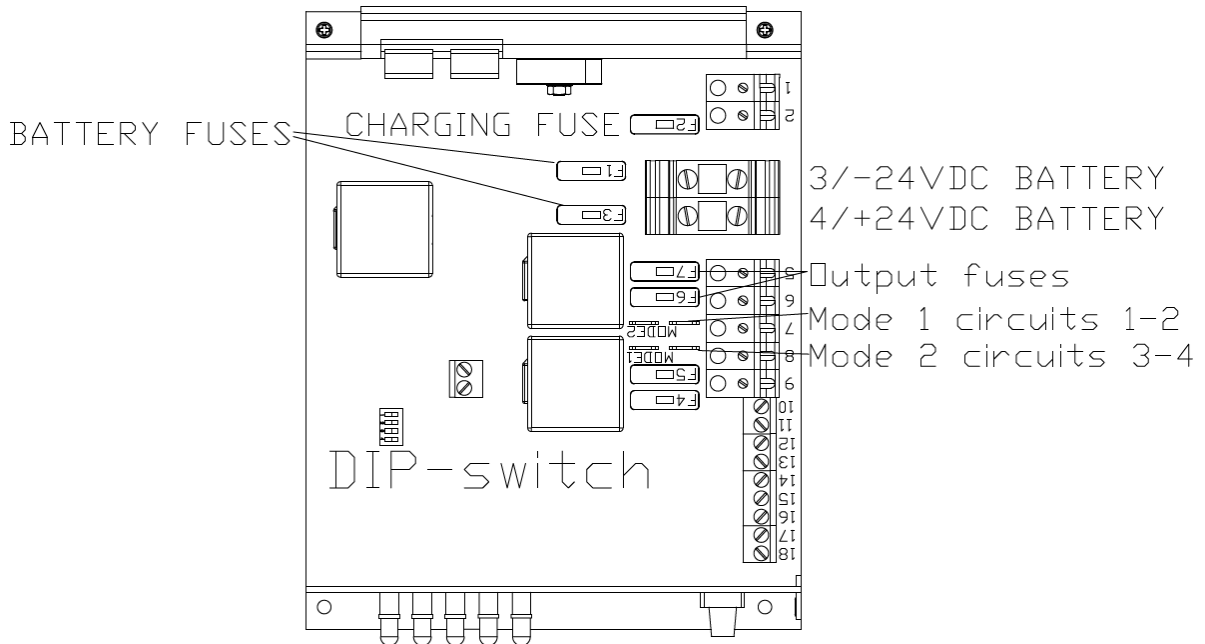 BATTERY FUSES
CHARGING FUSE
F2
F1
F3
1
2
3/-24VDC BATTERY
4/+24VDC BATTERY
F7
F6
Output fuses
MODE2
Mode 1 circuits 1-2
MODE1
Mode 2 circuits 3-4
F5
F4
5
6
7
8
9
10
11
12
13
14
15
16
17
18
DIP-switch